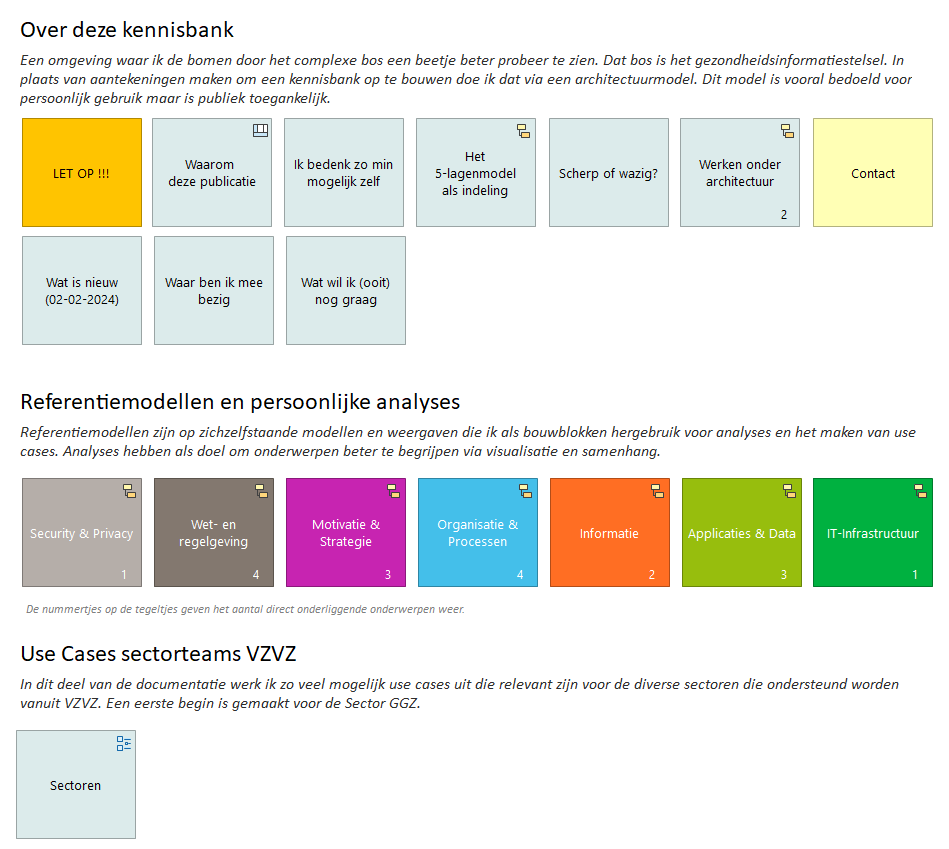 Over deze kennisbank
Een omgeving waar ik de bomen door het complexe bos een beetje beter probeer te zien. Dat bos is het gezondheidsinformatiestelsel. In
plaats van aantekeningen maken om een kennisbank op te bouwen doe ik dat via een architectuurmodel. Dit model is vooral bedoeld voor
persoonlijk gebruik maar is publiek toegankelijk.
LET OP !!!
Waarom
deze publicatie
Ik bedenk zo min
mogelijk zelf
Het
5-lagenmodel
als indeling
Scherp of wazig?
Werken onder
architectuur
2
Contact
Wat is nieuw
(02-02-2024)
Waar ben ik mee
bezig
Wat wil ik (ooit)
nog graag
Referentiemodellen en persoonlijke analyses
Referentiemodellen zijn op zichzelfstaande modellen en weergaven die ik als bouwblokken hergebruik voor analyses en het maken van use
cases. Analyses hebben als doel om onderwerpen beter te begrijpen via visualisatie en samenhang.
Security & Privacy
1
Wet- en
regelgeving
4
Motivatie &
Strategie
3
Organisatie &
Processen
4
Informatie
2
Applicaties & Data
3
IT-Infrastructuur
1
De nummertjes op de tegeltjes geven het aantal direct onderliggende onderwerpen weer.
Use Cases sectorteams VZVZ
In dit deel van de documentatie werk ik zo veel mogelijk use cases uit die relevant zijn voor de diverse sectoren die ondersteund worden
vanuit VZVZ. Een eerste begin is gemaakt voor de Sector GGZ.
Sectoren